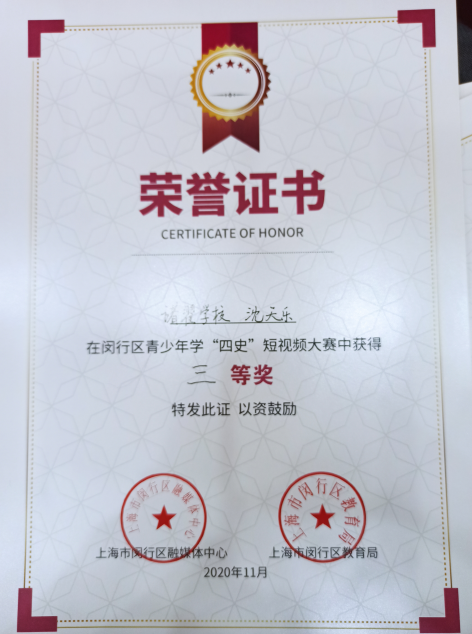 荣誉证书
CERTIFICATE OF HONOR
学校 沈天乐
在闵行区青少年学“四史”短视频大赛中获得
三 等奖
特发此证 以资鼓励
上海市闵行区融媒体中心
上海市闵行区教育局
上海市闵行区融媒体中心 上海市闵行区教育局
2020年11月